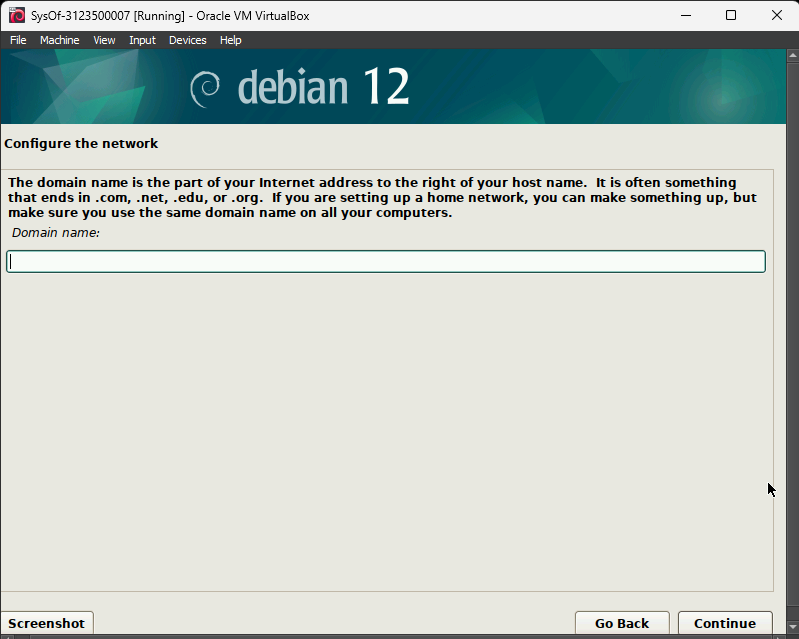 SysOf-3123500007 [Running] - Oracle VM VirtualBox
File Machine View Input Devices Help
debian 12
Configure the network
The domain name is the part of your Internet address to the right of your host name.  It is often something
that ends in .com, .net, .edu, or .org.  If you are setting up a home network, you can make something up, but
make sure you use the same domain name on all your computers.
Domain name:
Screenshot Go Back Continue